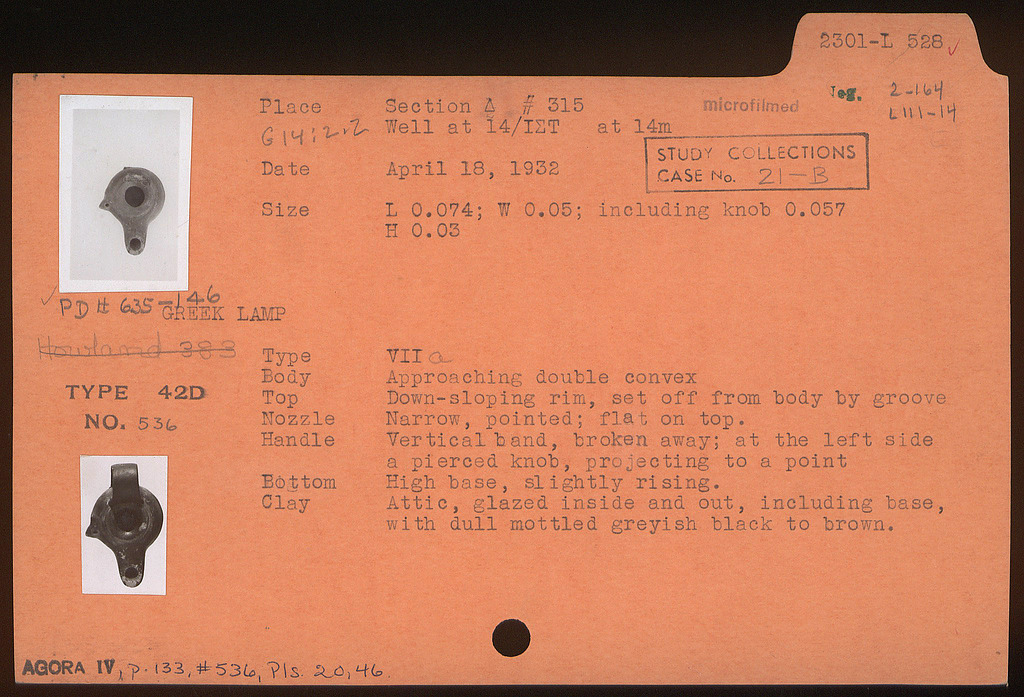 2301-L 528 ✓
Place Section Δ # 315
microfilmed
Neg. 2-164
LIII-14
G 14:2.2 Well at 14/ΙΣΤ at 14m
STUDY COLLECTIONS
CASE No. 21-B
Date April 18, 1932
Size L 0.074; W 0.05; including knob 0.057
H 0.03
✓ PD # 635-146
GREEK LAMP
Howland 383
TYPE 42D
NO. 536
Type VII a
Body Approaching double convex
Top Down-sloping rim, set off from body by groove
Nozzle Narrow, pointed; flat on top.
Handle Vertical band, broken away; at the left side
a pierced knob, projecting to a point
Bottom High base, slightly rising.
Clay Attic, glazed inside and out, including base,
with dull mottled greyish black to brown.
AGORA IV, p. 133, #536, Pls. 20, 46.